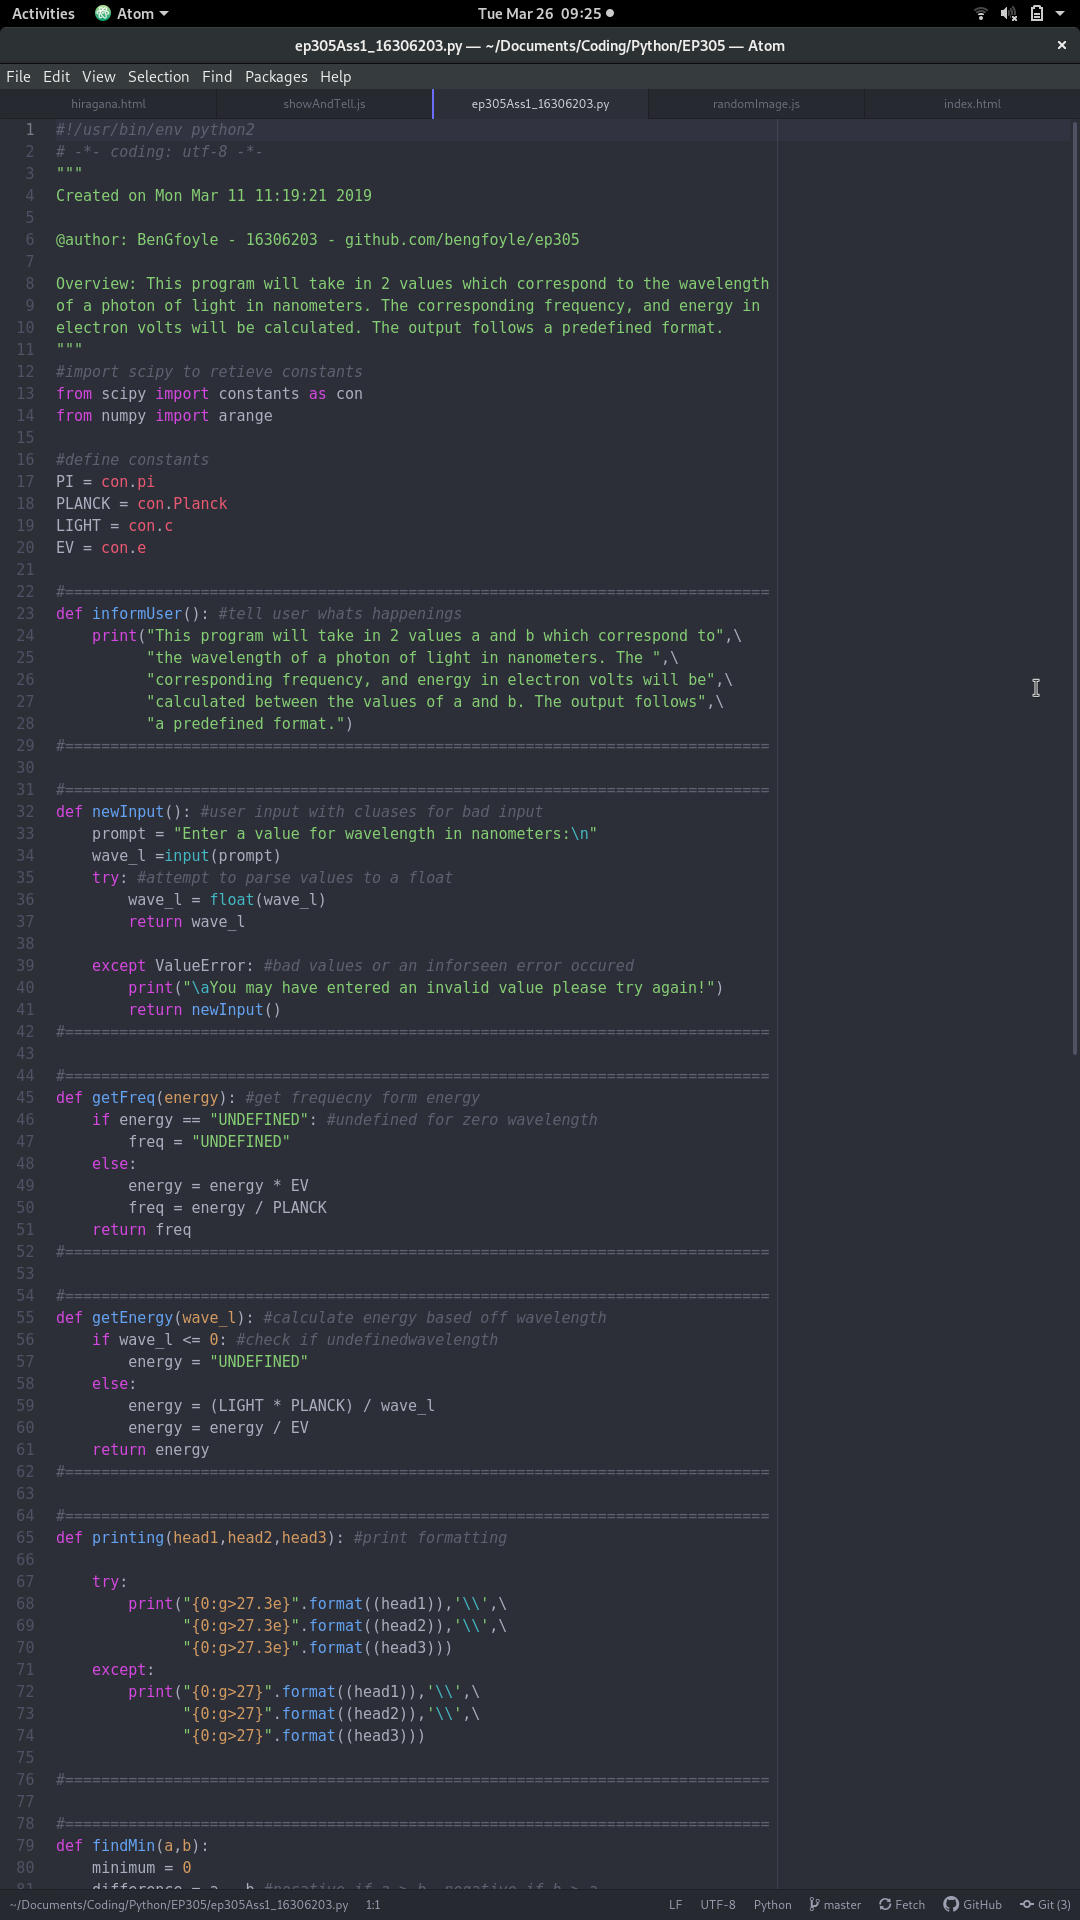 Activities Atom Tue Mar 26 09:25
ep305Ass1_16306203.py — ~/Documents/Coding/Python/EP305 — Atom
File Edit View Selection Find Packages Help
hiragana.html showAndTell.js ep305Ass1_16306203.py randomImage.js index.html
1 #!/usr/bin/env python2
2 # -*- coding: utf-8 -*-
3 """
4 Created on Mon Mar 11 11:19:21 2019
5
6 @author: BenGfoyle - 16306203 - github.com/bengfoyle/ep305
7
8 Overview: This program will take in 2 values which correspond to the wavelength
9 of a photon of light in nanometers. The corresponding frequency, and energy in
10 electron volts will be calculated. The output follows a predefined format.
11 """
12 #import scipy to retieve constants
13 from scipy import constants as con
14 from numpy import arange
15
16 #define constants
17 PI = con.pi
18 PLANCK = con.Planck
19 LIGHT = con.c
20 EV = con.e
21
22 #==============================================================================
23 def informUser(): #tell user whats happenings
24     print("This program will take in 2 values a and b which correspond to",\
25           "the wavelength of a photon of light in nanometers. The ",\
26           "corresponding frequency, and energy in electron volts will be",\
27           "calculated between the values of a and b. The output follows",\
28           "a predefined format.")
29 #==============================================================================
30
31 #==============================================================================
32 def newInput(): #user input with cluases for bad input
33     prompt = "Enter a value for wavelength in nanometers:\n"
34     wave_l =input(prompt)
35     try: #attempt to parse values to a float
36         wave_l = float(wave_l)
37         return wave_l
38
39     except ValueError: #bad values or an inforseen error occured
40         print("\aYou may have entered an invalid value please try again!")
41         return newInput()
42 #==============================================================================
43
44 #==============================================================================
45 def getFreq(energy): #get frequecny form energy
46     if energy == "UNDEFINED": #undefined for zero wavelength
47         freq = "UNDEFINED"
48     else:
49         energy = energy * EV
50         freq = energy / PLANCK
51     return freq
52 #==============================================================================
53
54 #==============================================================================
55 def getEnergy(wave_l): #calculate energy based off wavelength
56     if wave_l <= 0: #check if undefinedwavelength
57         energy = "UNDEFINED"
58     else:
59         energy = (LIGHT * PLANCK) / wave_l
60         energy = energy / EV
61     return energy
62 #==============================================================================
63
64 #==============================================================================
65 def printing(head1,head2,head3): #print formatting
66
67     try:
68         print("{0:g>27.3e}".format((head1)),'\\',\
69               "{0:g>27.3e}".format((head2)),'\\',\
70               "{0:g>27.3e}".format((head3)))
71     except:
72         print("{0:g>27}".format((head1)),'\\',\
73               "{0:g>27}".format((head2)),'\\',\
74               "{0:g>27}".format((head3)))
75
76 #==============================================================================
77
78 #==============================================================================
79 def findMin(a,b):
80     minimum = 0
~/Documents/Coding/Python/EP305/ep305Ass1_16306203.py 1:1 LF UTF-8 Python master Fetch GitHub Git (3)